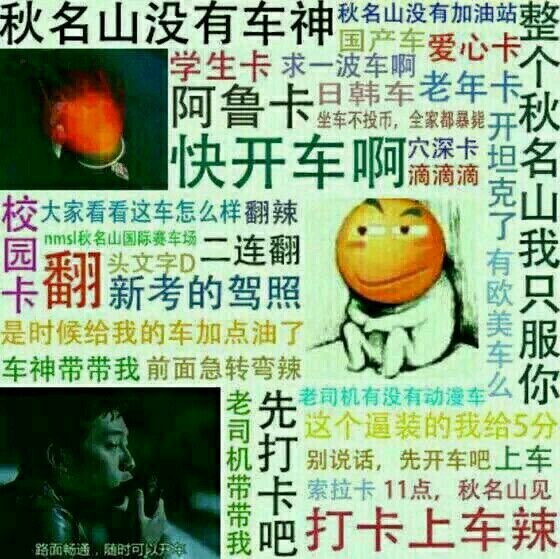 秋名山没有车神
秋名山没有加油站
国产车
爱心卡
学生卡
求一波车啊
阿鲁卡
日韩车
老年卡
坐车不投币，全家都暴毙
快开车啊
穴深卡
滴滴滴
整个秋名山我只服你
开坦克了
有欧美车么
校园卡
大家看看这车怎么样
翻辣
nmsl秋名山国际赛车场
二连翻
翻
头文字D
新考的驾照
是时候给我的车加点油了
车神带带我
前面急转弯辣
老司机有没有动漫车
老司机带带我
先打卡吧
这个逼装的我给5分
别说话，先开车吧
上车
索拉卡
11点，秋名山见
打卡上车辣
路面畅通，随时可以开车